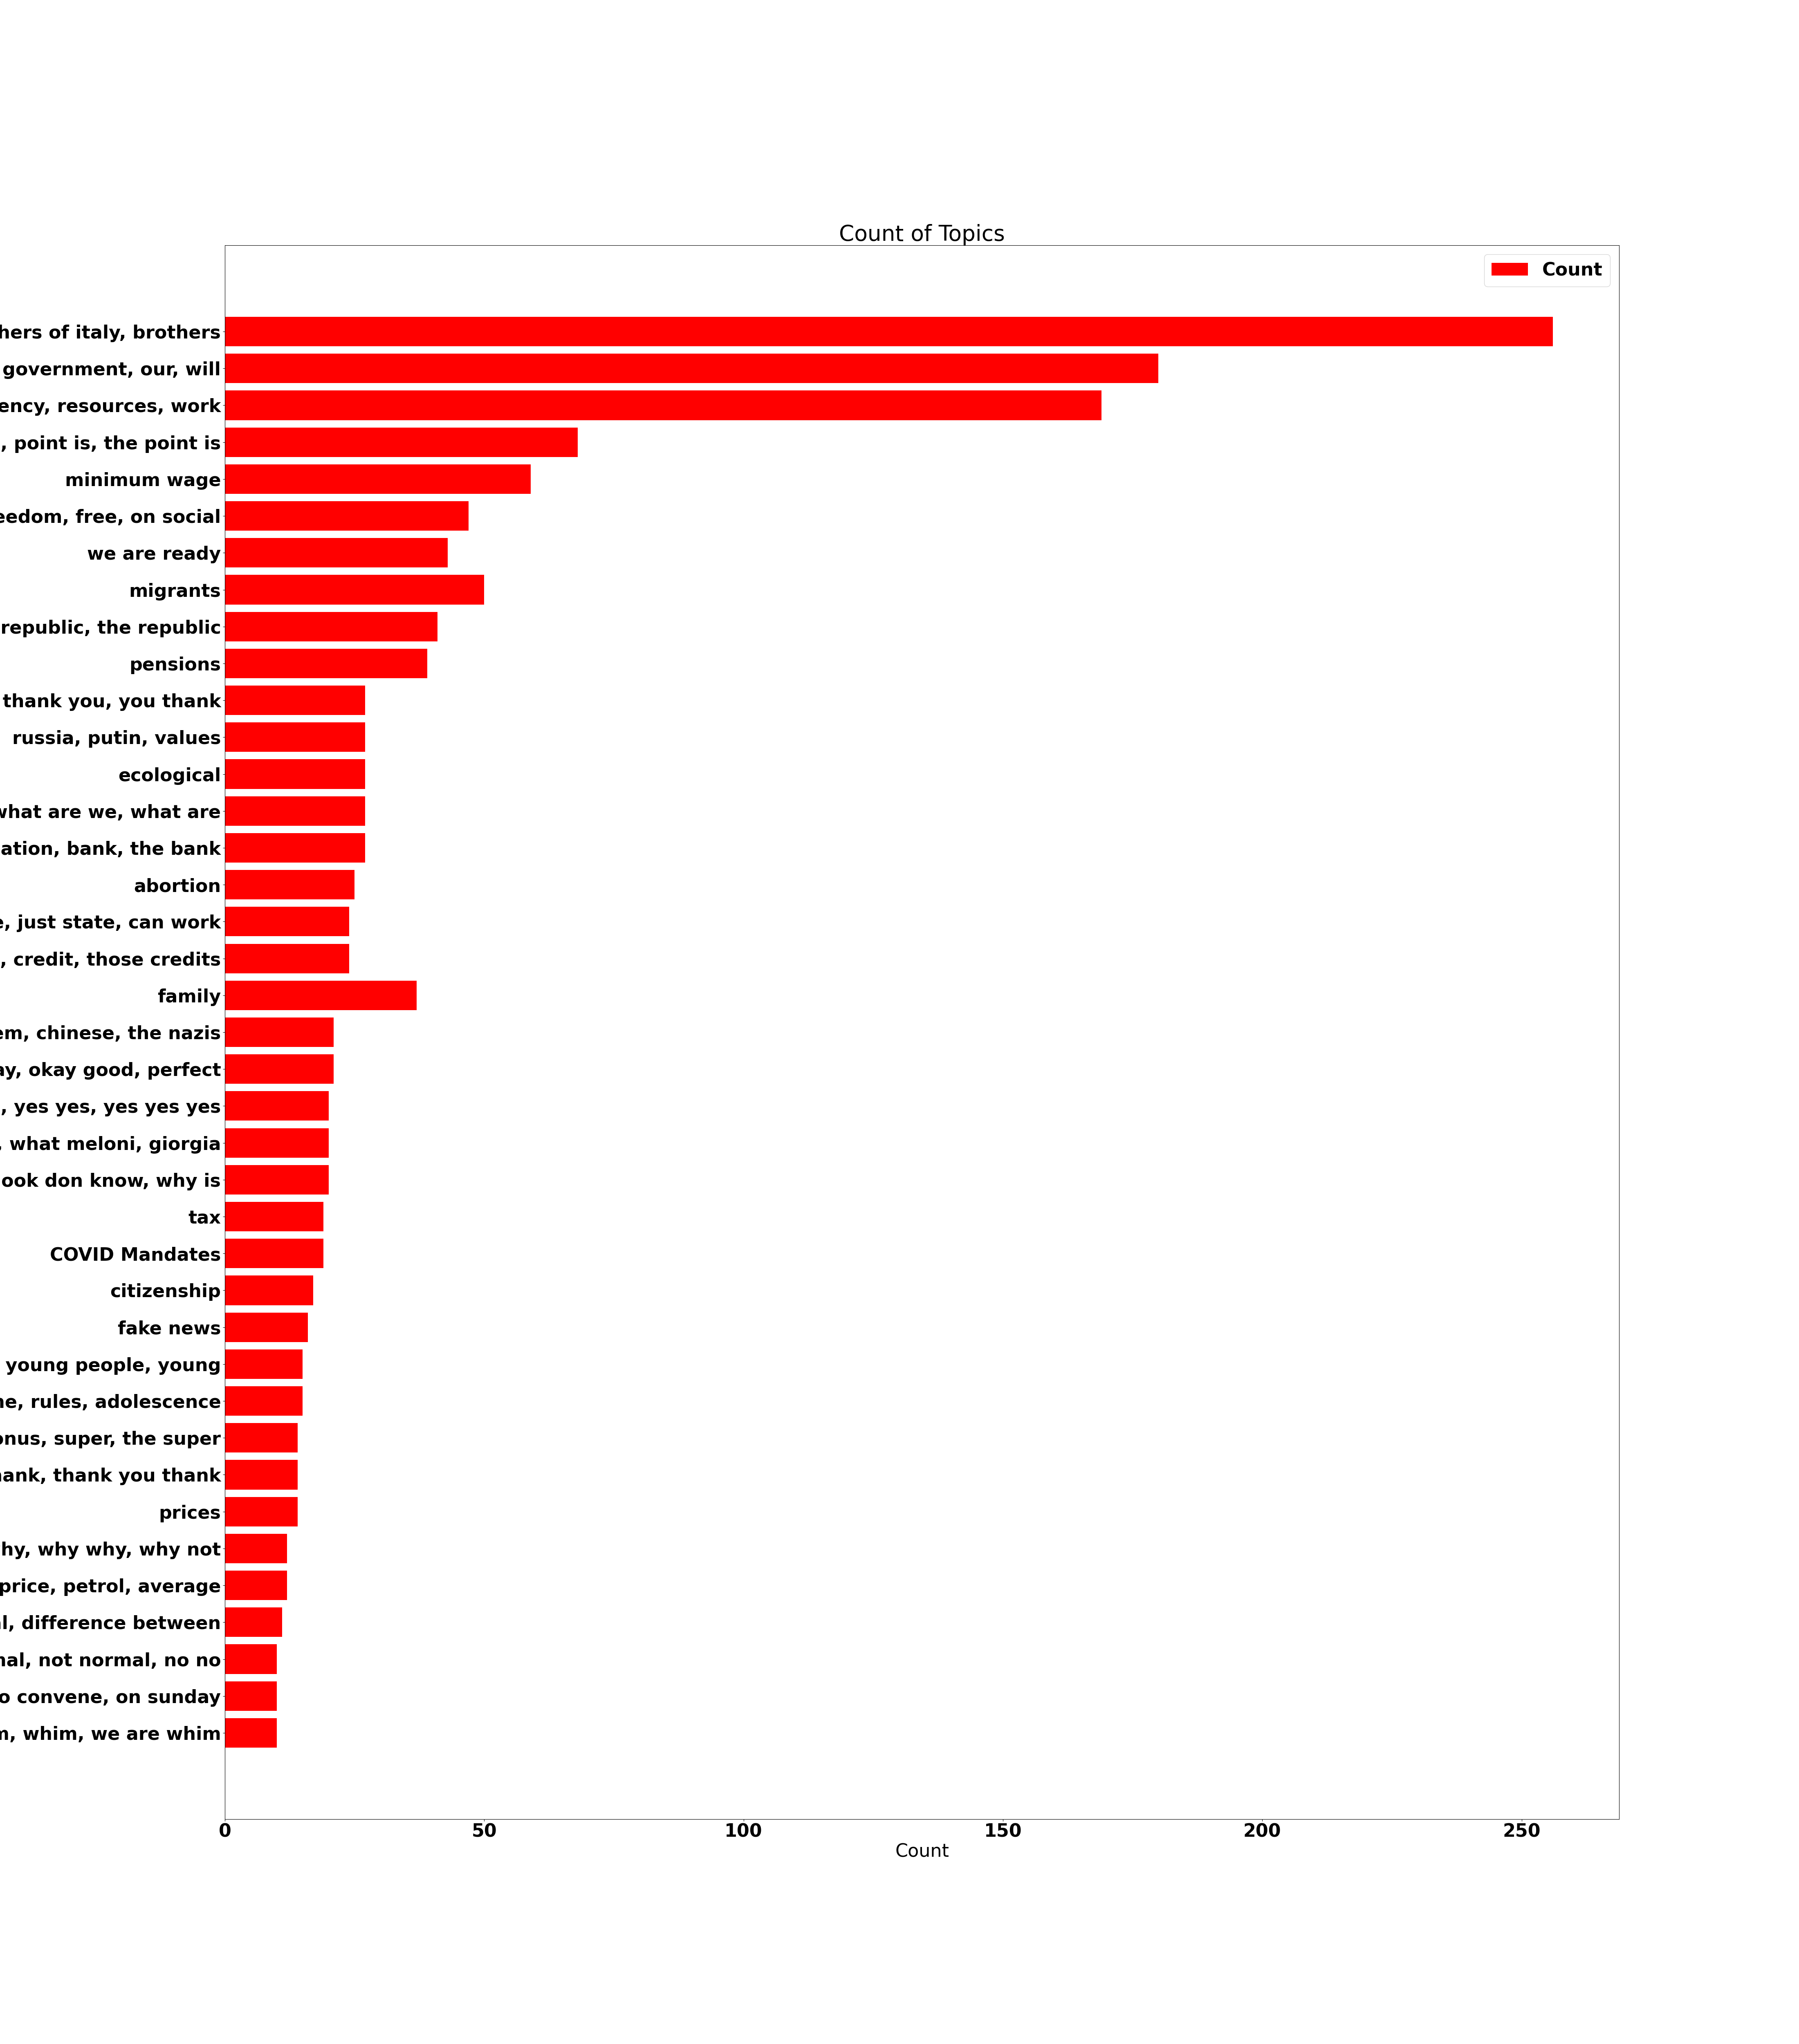 Count of Topics
Count
hers of italy, brothers
government, our, will
ency, resources, work
, point is, the point is
minimum wage
eedom, free, on social
we are ready
migrants
republic, the republic
pensions
thank you, you thank
russia, putin, values
ecological
what are we, what are
ation, bank, the bank
abortion
e, just state, can work
, credit, those credits
family
em, chinese, the nazis
ay, okay good, perfect
, yes yes, yes yes yes
, what meloni, giorgia
ook don know, why is
tax
COVID Mandates
citizenship
fake news
young people, young
ne, rules, adolescence
onus, super, the super
hank, thank you thank
prices
hy, why why, why not
price, petrol, average
l, difference between
nal, not normal, no no
o convene, on sunday
m, whim, we are whim
0 50 100 150 200 250
Count